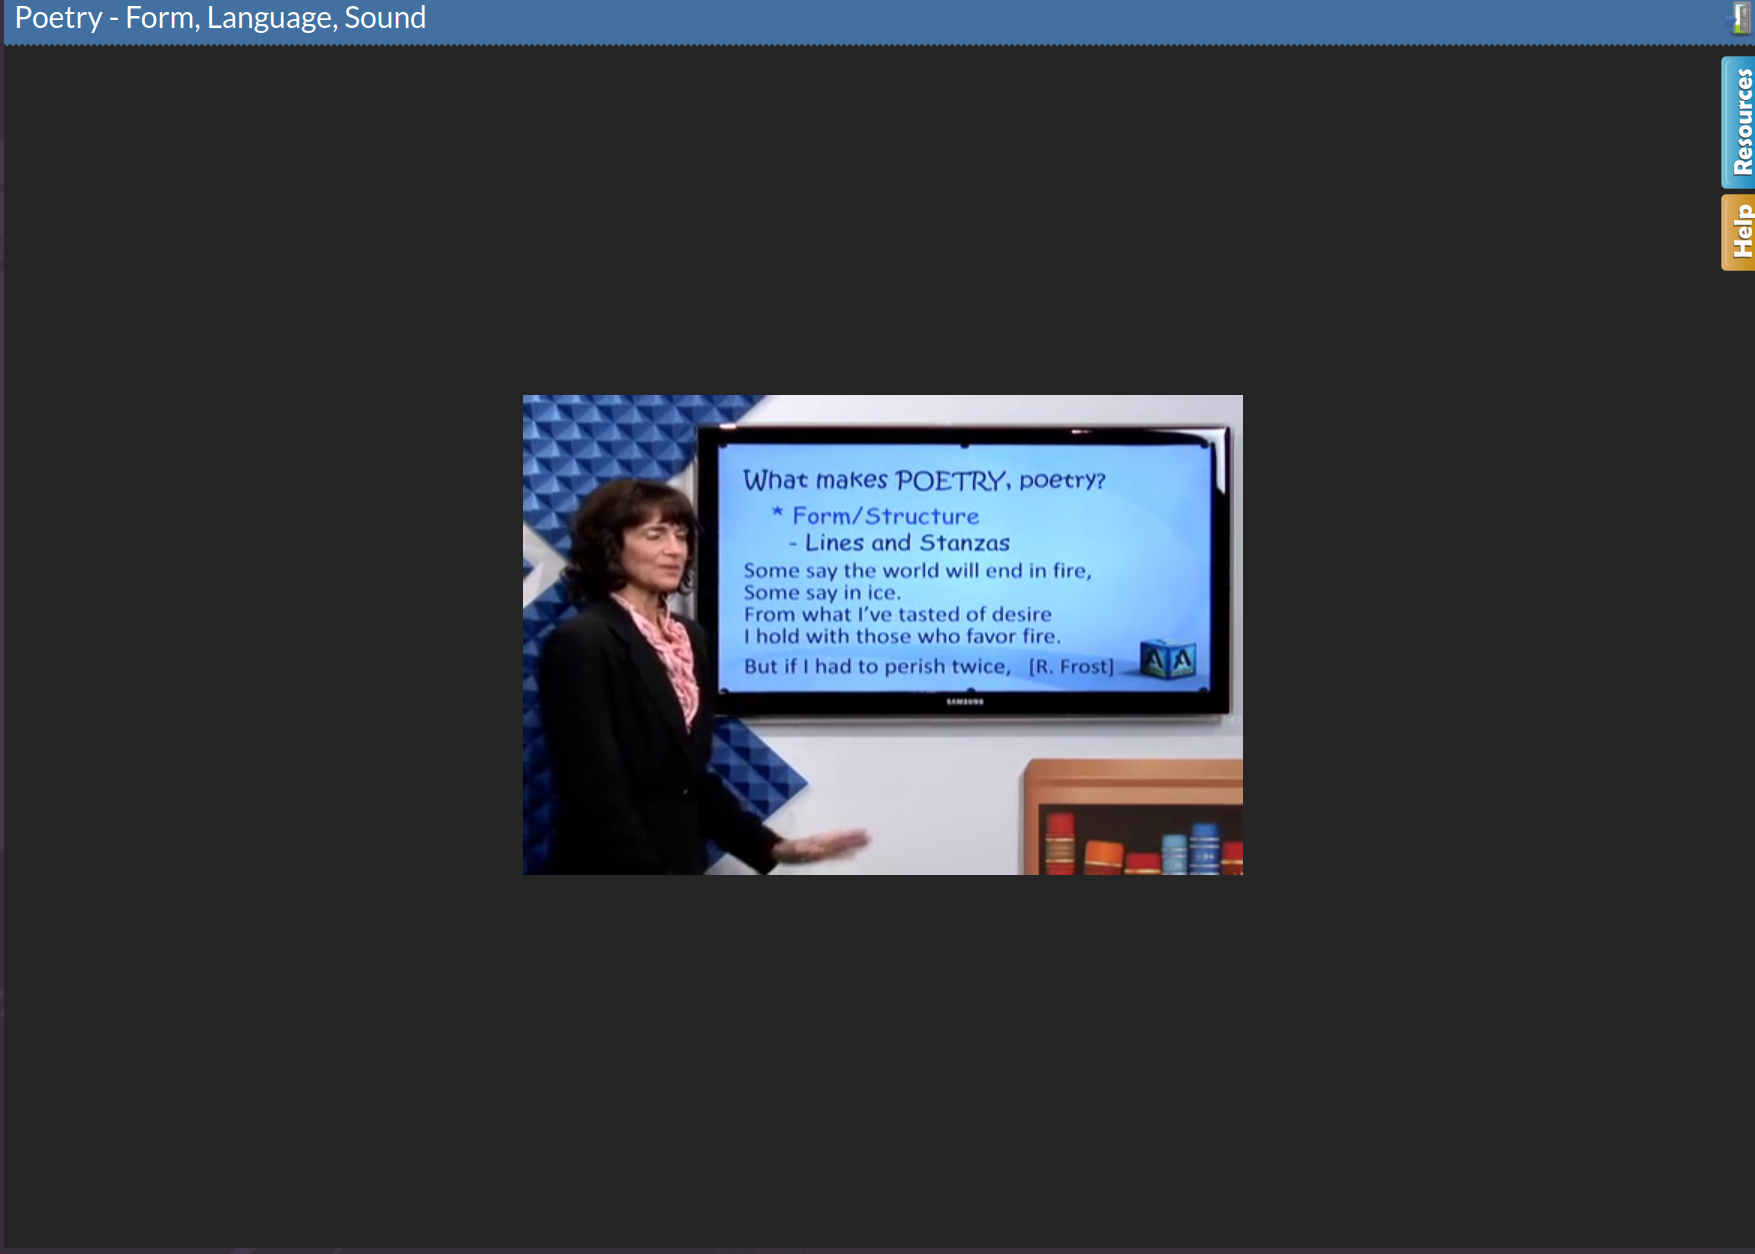 Poetry - Form, Language, Sound
Resources
Help
What makes POETRY, poetry?
* Form/Structure
- Lines and Stanzas
Some say the world will end in fire,
Some say in ice.
From what I've tasted of desire
I hold with those who favor fire.
But if I had to perish twice, [R. Frost]
A A
SAMSUNG